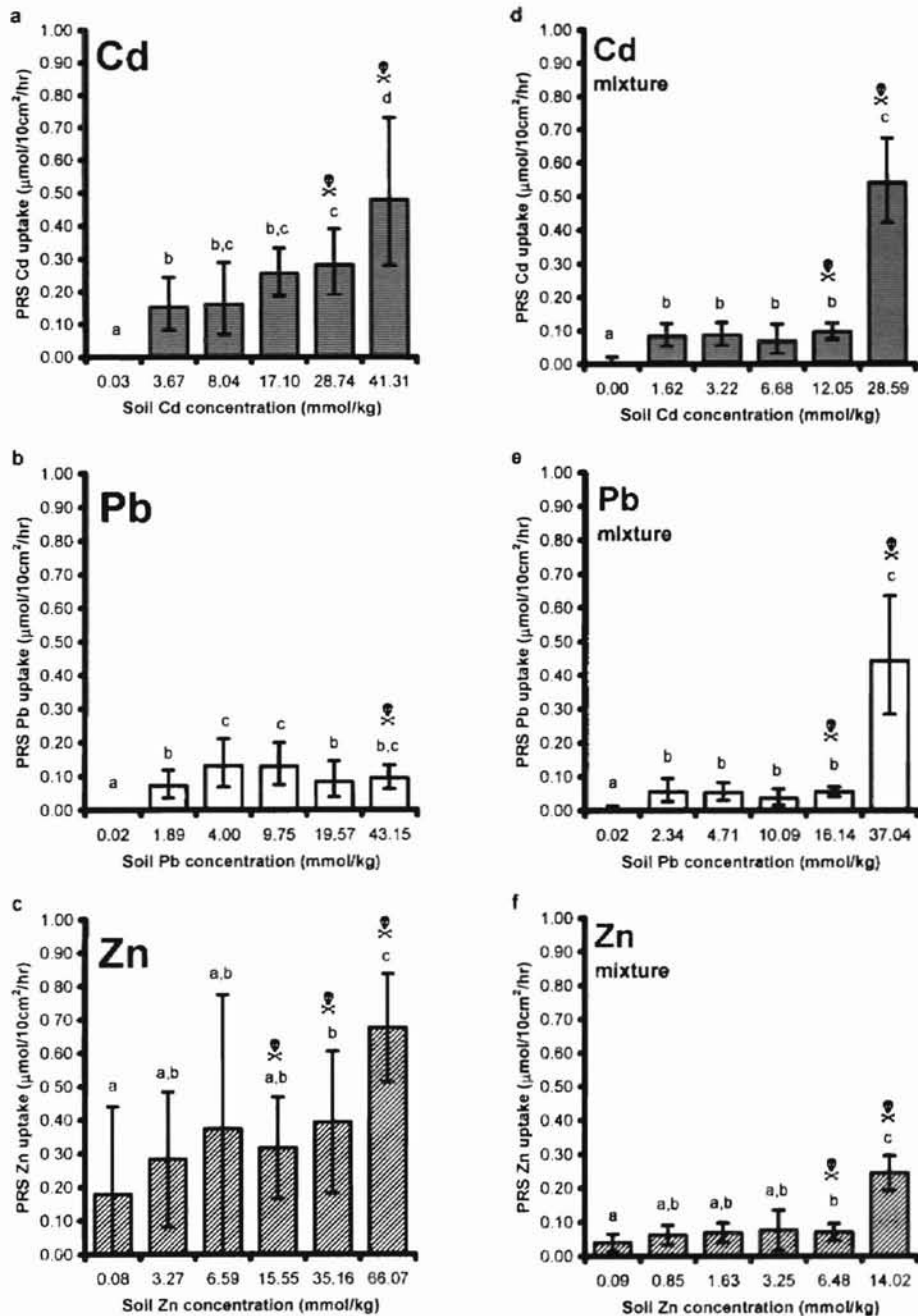 a
Cd
PRS Cd uptake (μmol/10cm²/hr)
1.00
0.90
0.80
0.70
0.60
0.50
0.40
0.30
0.20
0.10
0.00
a
b
b,c
b,c
c
d
0.03 3.67 8.04 17.10 28.74 41.31
Soil Cd concentration (mmol/kg)
d
Cd
mixture
PRS Cd uptake (μmol/10cm²/hr)
1.00
0.90
0.80
0.70
0.60
0.50
0.40
0.30
0.20
0.10
0.00
a
b
b
b
b
c
0.00 1.62 3.22 6.68 12.05 28.59
Soil Cd concentration (mmol/kg)
b
Pb
PRS Pb uptake (μmol/10cm²/hr)
1.00
0.90
0.80
0.70
0.60
0.50
0.40
0.30
0.20
0.10
0.00
a
b
c
c
b
b,c
0.02 1.89 4.00 9.75 19.57 43.15
Soil Pb concentration (mmol/kg)
e
Pb
mixture
PRS Pb uptake (μmol/10cm²/hr)
1.00
0.90
0.80
0.70
0.60
0.50
0.40
0.30
0.20
0.10
0.00
a
b
b
b
b
c
0.02 2.34 4.71 10.09 16.14 37.04
Soil Pb concentration (mmol/kg)
c
Zn
PRS Zn uptake (μmol/10cm²/hr)
1.00
0.90
0.80
0.70
0.60
0.50
0.40
0.30
0.20
0.10
0.00
a
a,b
a,b
a,b
b
c
0.08 3.27 6.59 15.55 35.16 66.07
Soil Zn concentration (mmol/kg)
f
Zn
mixture
PRS Zn uptake (μmol/10cm²/hr)
1.00
0.90
0.80
0.70
0.60
0.50
0.40
0.30
0.20
0.10
0.00
a
a,b
a,b
a,b
b
c
0.09 0.85 1.63 3.25 6.48 14.02
Soil Zn concentration (mmol/kg)